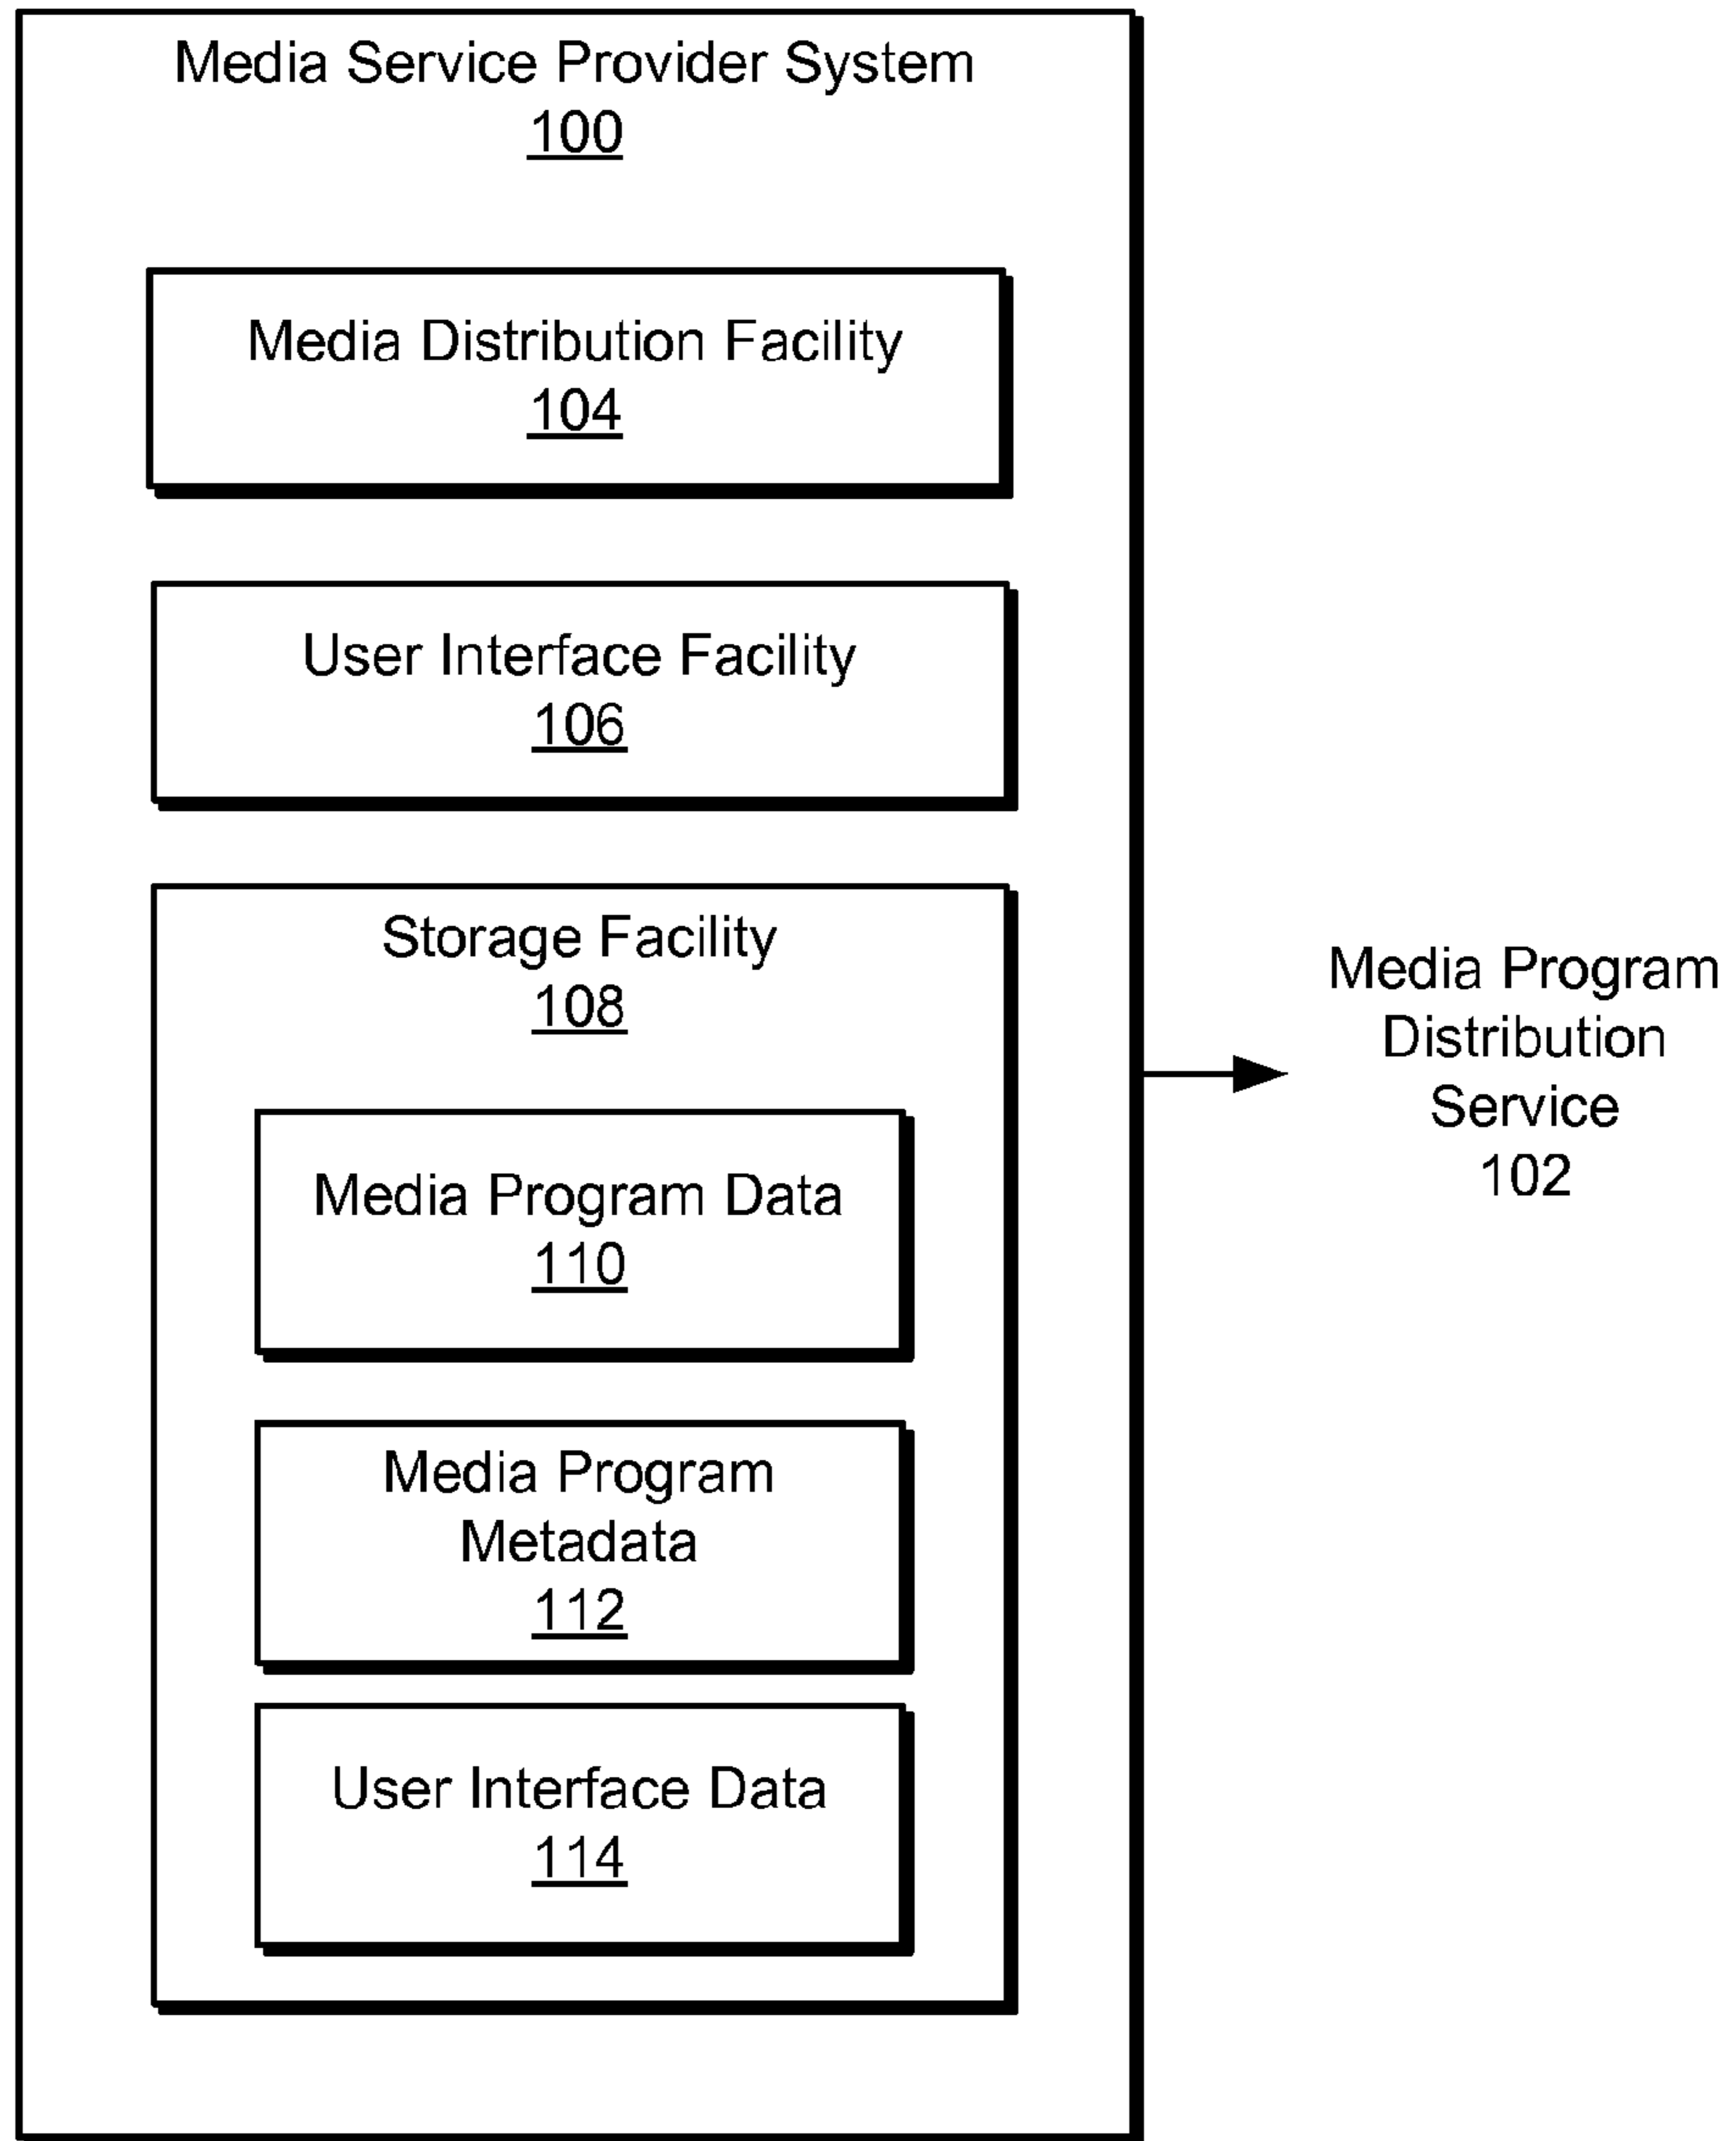 Media Service Provider System
100
Media Distribution Facility
104
User Interface Facility
106
Storage Facility
108
Media Program Data
110
Media Program
Metadata
112
User Interface Data
114
Media Program
Distribution
Service
102